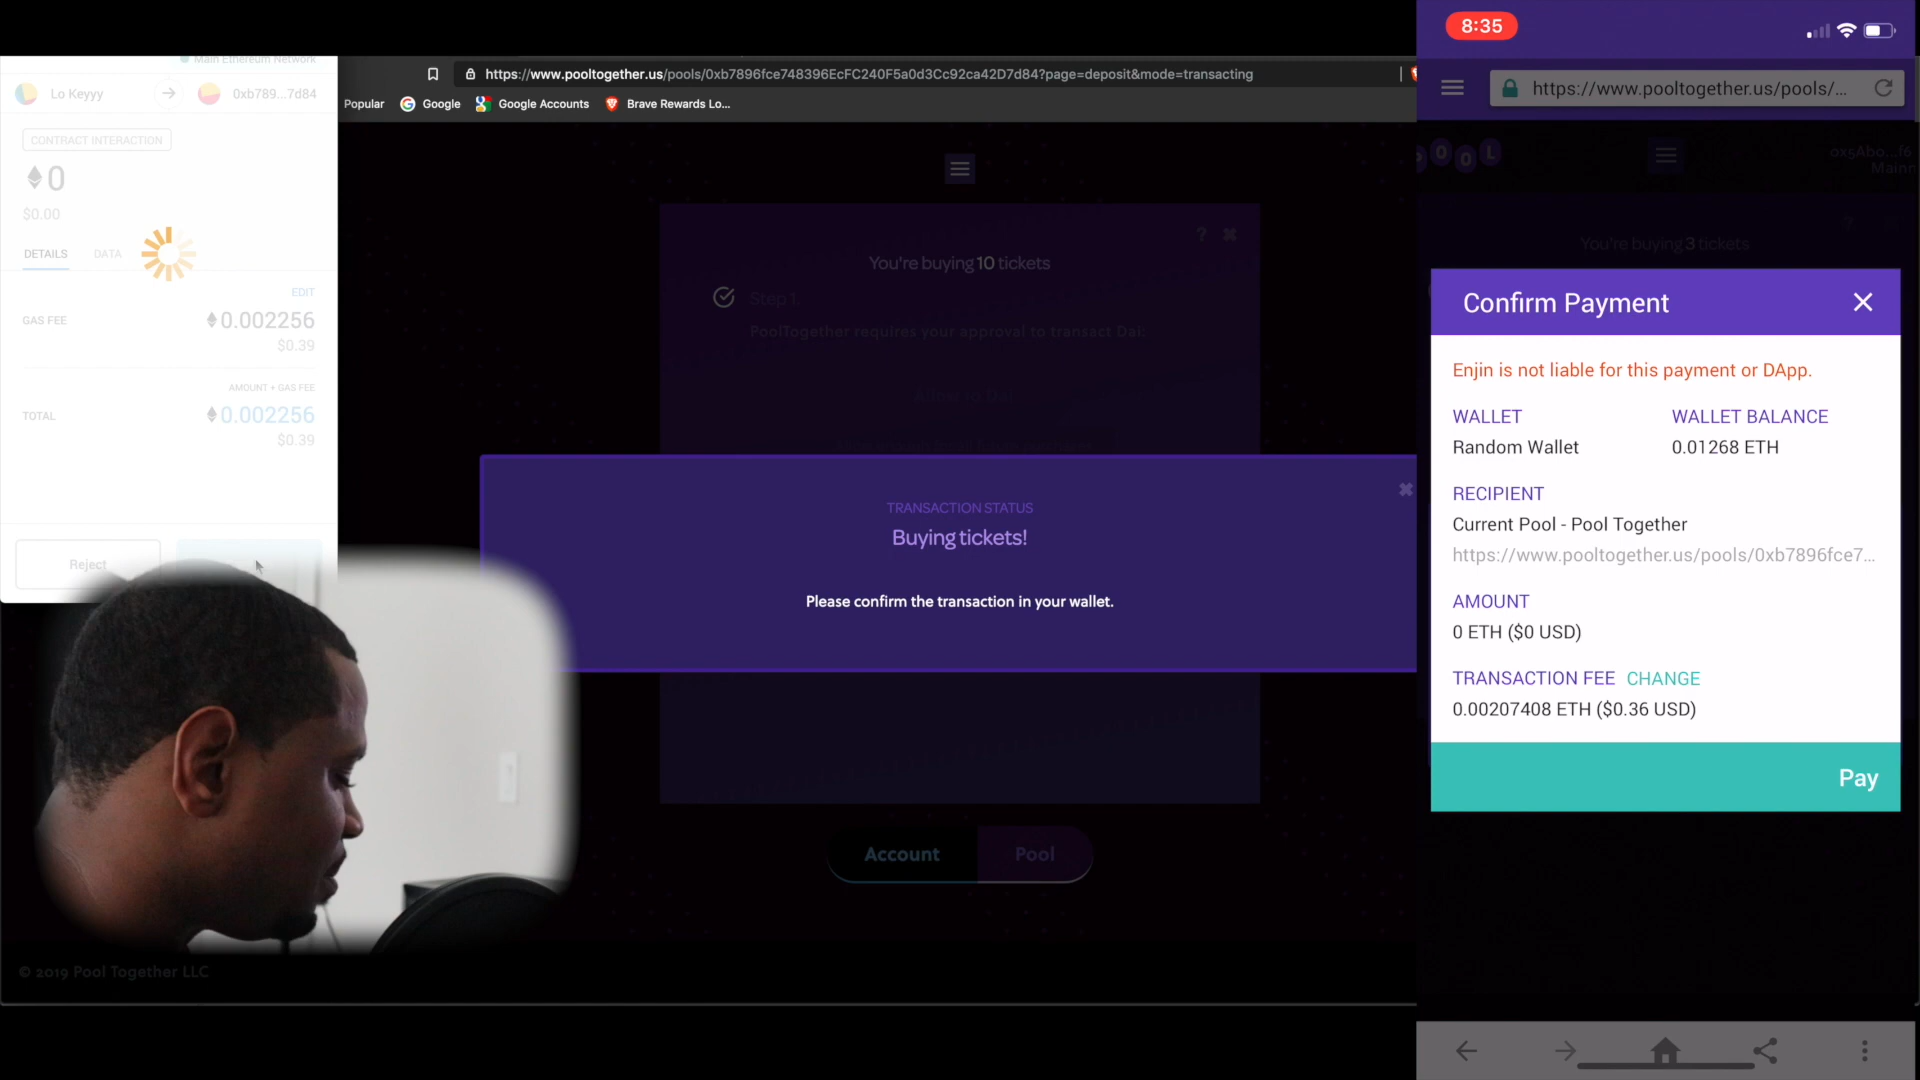 Main Ethereum Network
Lo Keyyy
0xb789...7d84
CONTRACT INTERACTION
0
$0.00
DETAILS
DATA
EDIT
GAS FEE
0.002256
$0.39
AMOUNT + GAS FEE
TOTAL
0.002256
$0.39
Reject
https://www.pooltogether.us/pools/0xb7896fce748396EcFC240F5a0d3Cc92ca42D7d84?page=deposit&mode=transacting
Popular
Google
Google Accounts
Brave Rewards Lo...
?
You're buying 10 tickets
Step 1.
PoolTogether requires your approval to transact Dai:
TRANSACTION STATUS
Buying tickets!
Please confirm the transaction in your wallet.
Account
Pool
© 2019 Pool Together LLC
8:35
https://www.pooltogether.us/pools/...
POOL
0x5Ab0...f6
You're buying 3 tickets
Confirm Payment
Enjin is not liable for this payment or DApp.
WALLET
WALLET BALANCE
Random Wallet
0.01268 ETH
RECIPIENT
Current Pool - Pool Together
https://www.pooltogether.us/pools/0xb7896fce7...
AMOUNT
0 ETH ($0 USD)
TRANSACTION FEE CHANGE
0.00207408 ETH ($0.36 USD)
Pay